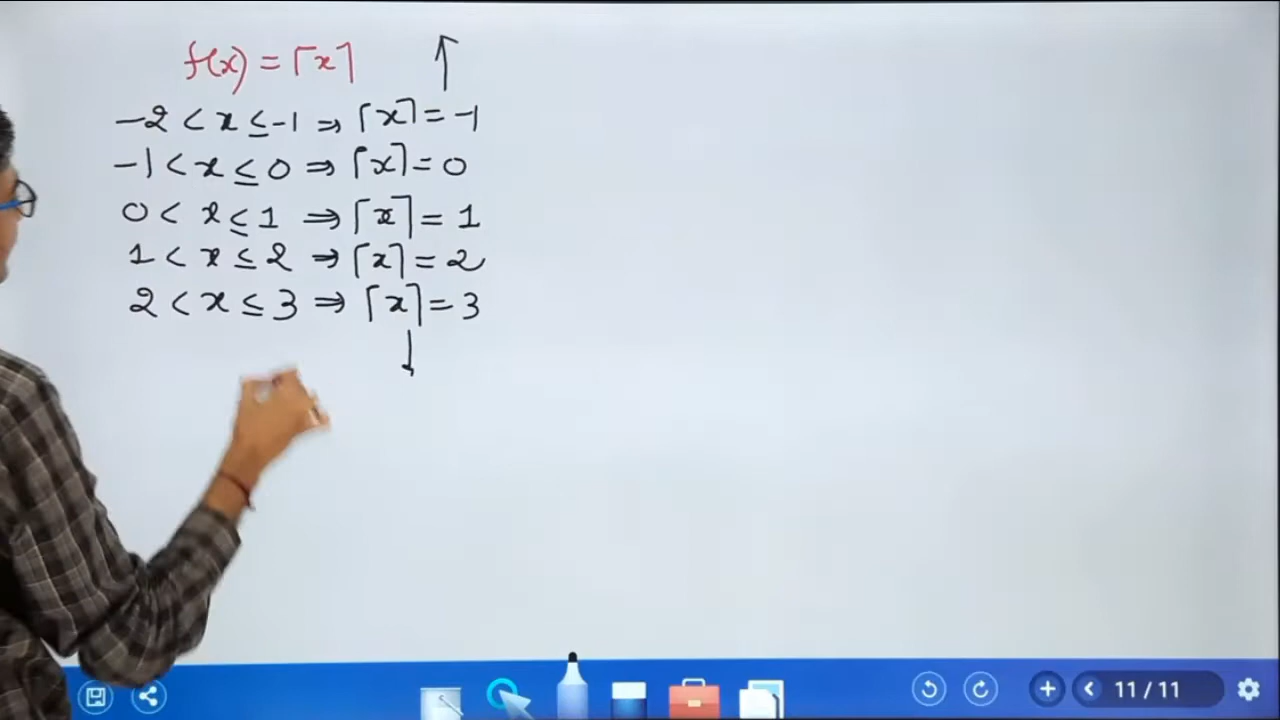 f(x) = ⌈x⌉
-2 < x ≤ -1 ⇒ ⌈x⌉ = -1
-1 < x ≤ 0 ⇒ ⌈x⌉ = 0
0 < x ≤ 1 ⇒ ⌈x⌉ = 1
1 < x ≤ 2 ⇒ ⌈x⌉ = 2
2 < x ≤ 3 ⇒ ⌈x⌉ = 3
11 / 11